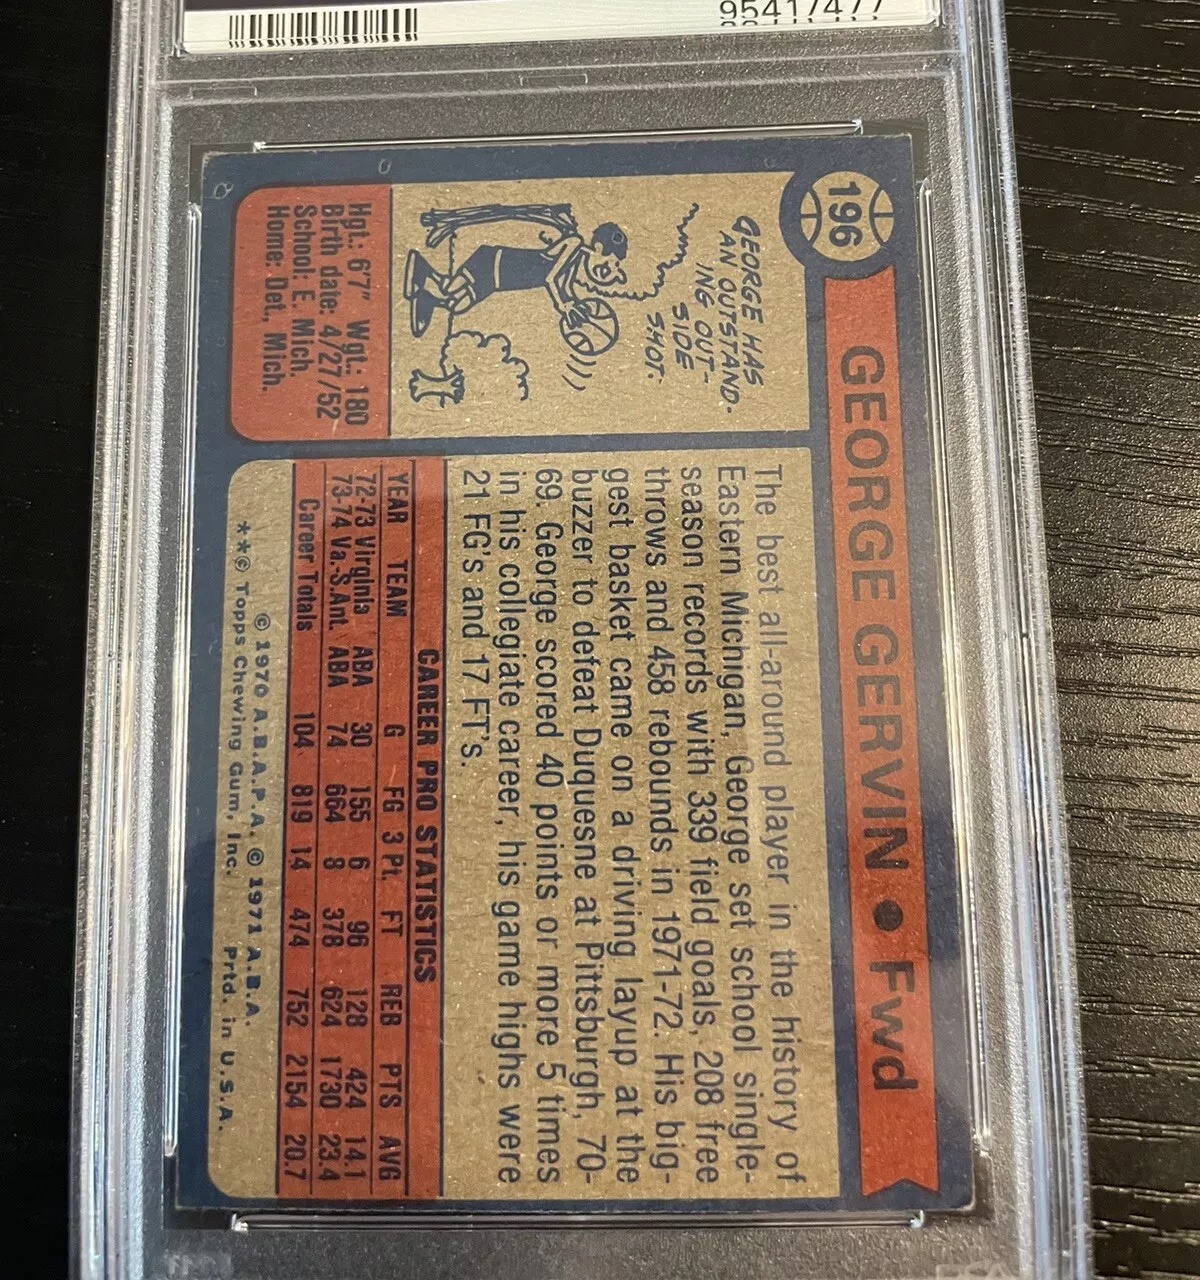 95417477
196
GEORGE GERVIN ● Fwd
GEORGE HAS
AN OUTSTAND-
ING OUT-
SIDE
SHOT.
Hgt.: 6'7" Wgt.: 180
Birth date: 4/27/52
School: E. Mich.
Home: Det., Mich.
The best all-around player in the history of
Eastern Michigan, George set school single-
season records with 339 field goals, 208 free
throws and 458 rebounds in 1971-72. His big-
gest basket came on a driving layup at the
buzzer to defeat Duquesne at Pittsburgh, 70-
69. George scored 40 points or more 5 times
in his collegiate career, his game highs were
21 FG's and 17 FT's.
CAREER PRO STATISTICS
YEAR TEAM G FG 3 Pt. FT REB PTS AVG
72-73 Virginia ABA 30 155 6 96 128 424 14.1
73-74 Va.-S.Ant. ABA 74 664 8 378 624 1730 23.4
Career Totals 104 819 14 474 752 2154 20.7
© 1970 A.B.A.P.A. © 1971 A.B.A.
**© Topps Chewing Gum, Inc. Prtd. in U.S.A.